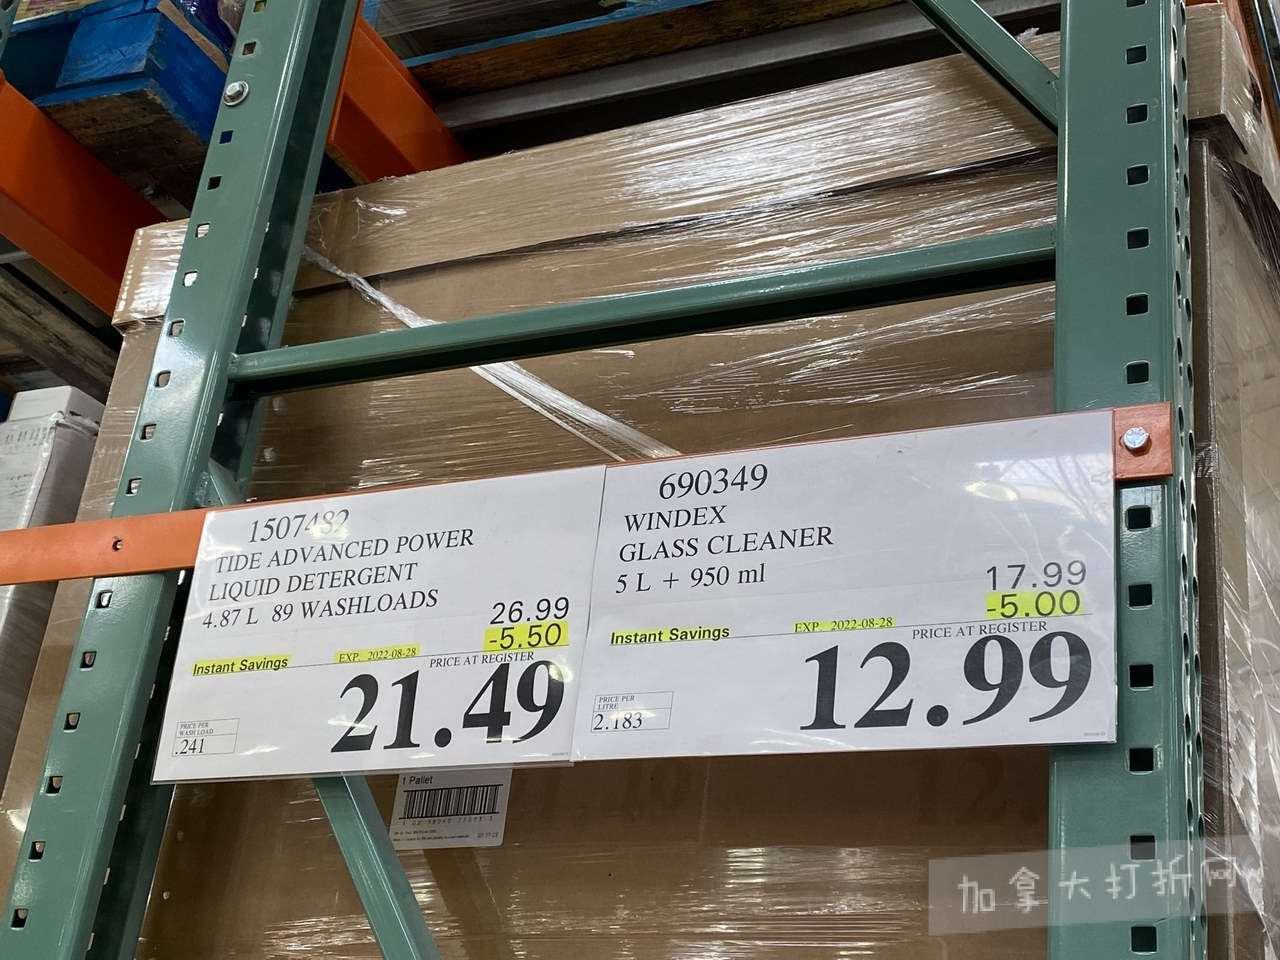 1507482
TIDE ADVANCED POWER
LIQUID DETERGENT
4.87 L 89 WASHLOADS
26.99
-5.50
Instant Savings
EXP. 2022-08-28
PRICE AT REGISTER
21.49
PRICE PER
WASH LOAD
.241
690349
WINDEX
GLASS CLEANER
5 L + 950 ml
17.99
-5.00
Instant Savings
EXP. 2022-08-28
PRICE AT REGISTER
12.99
PRICE PER
LITRE
2.183
1 Pallet
加拿大打折网